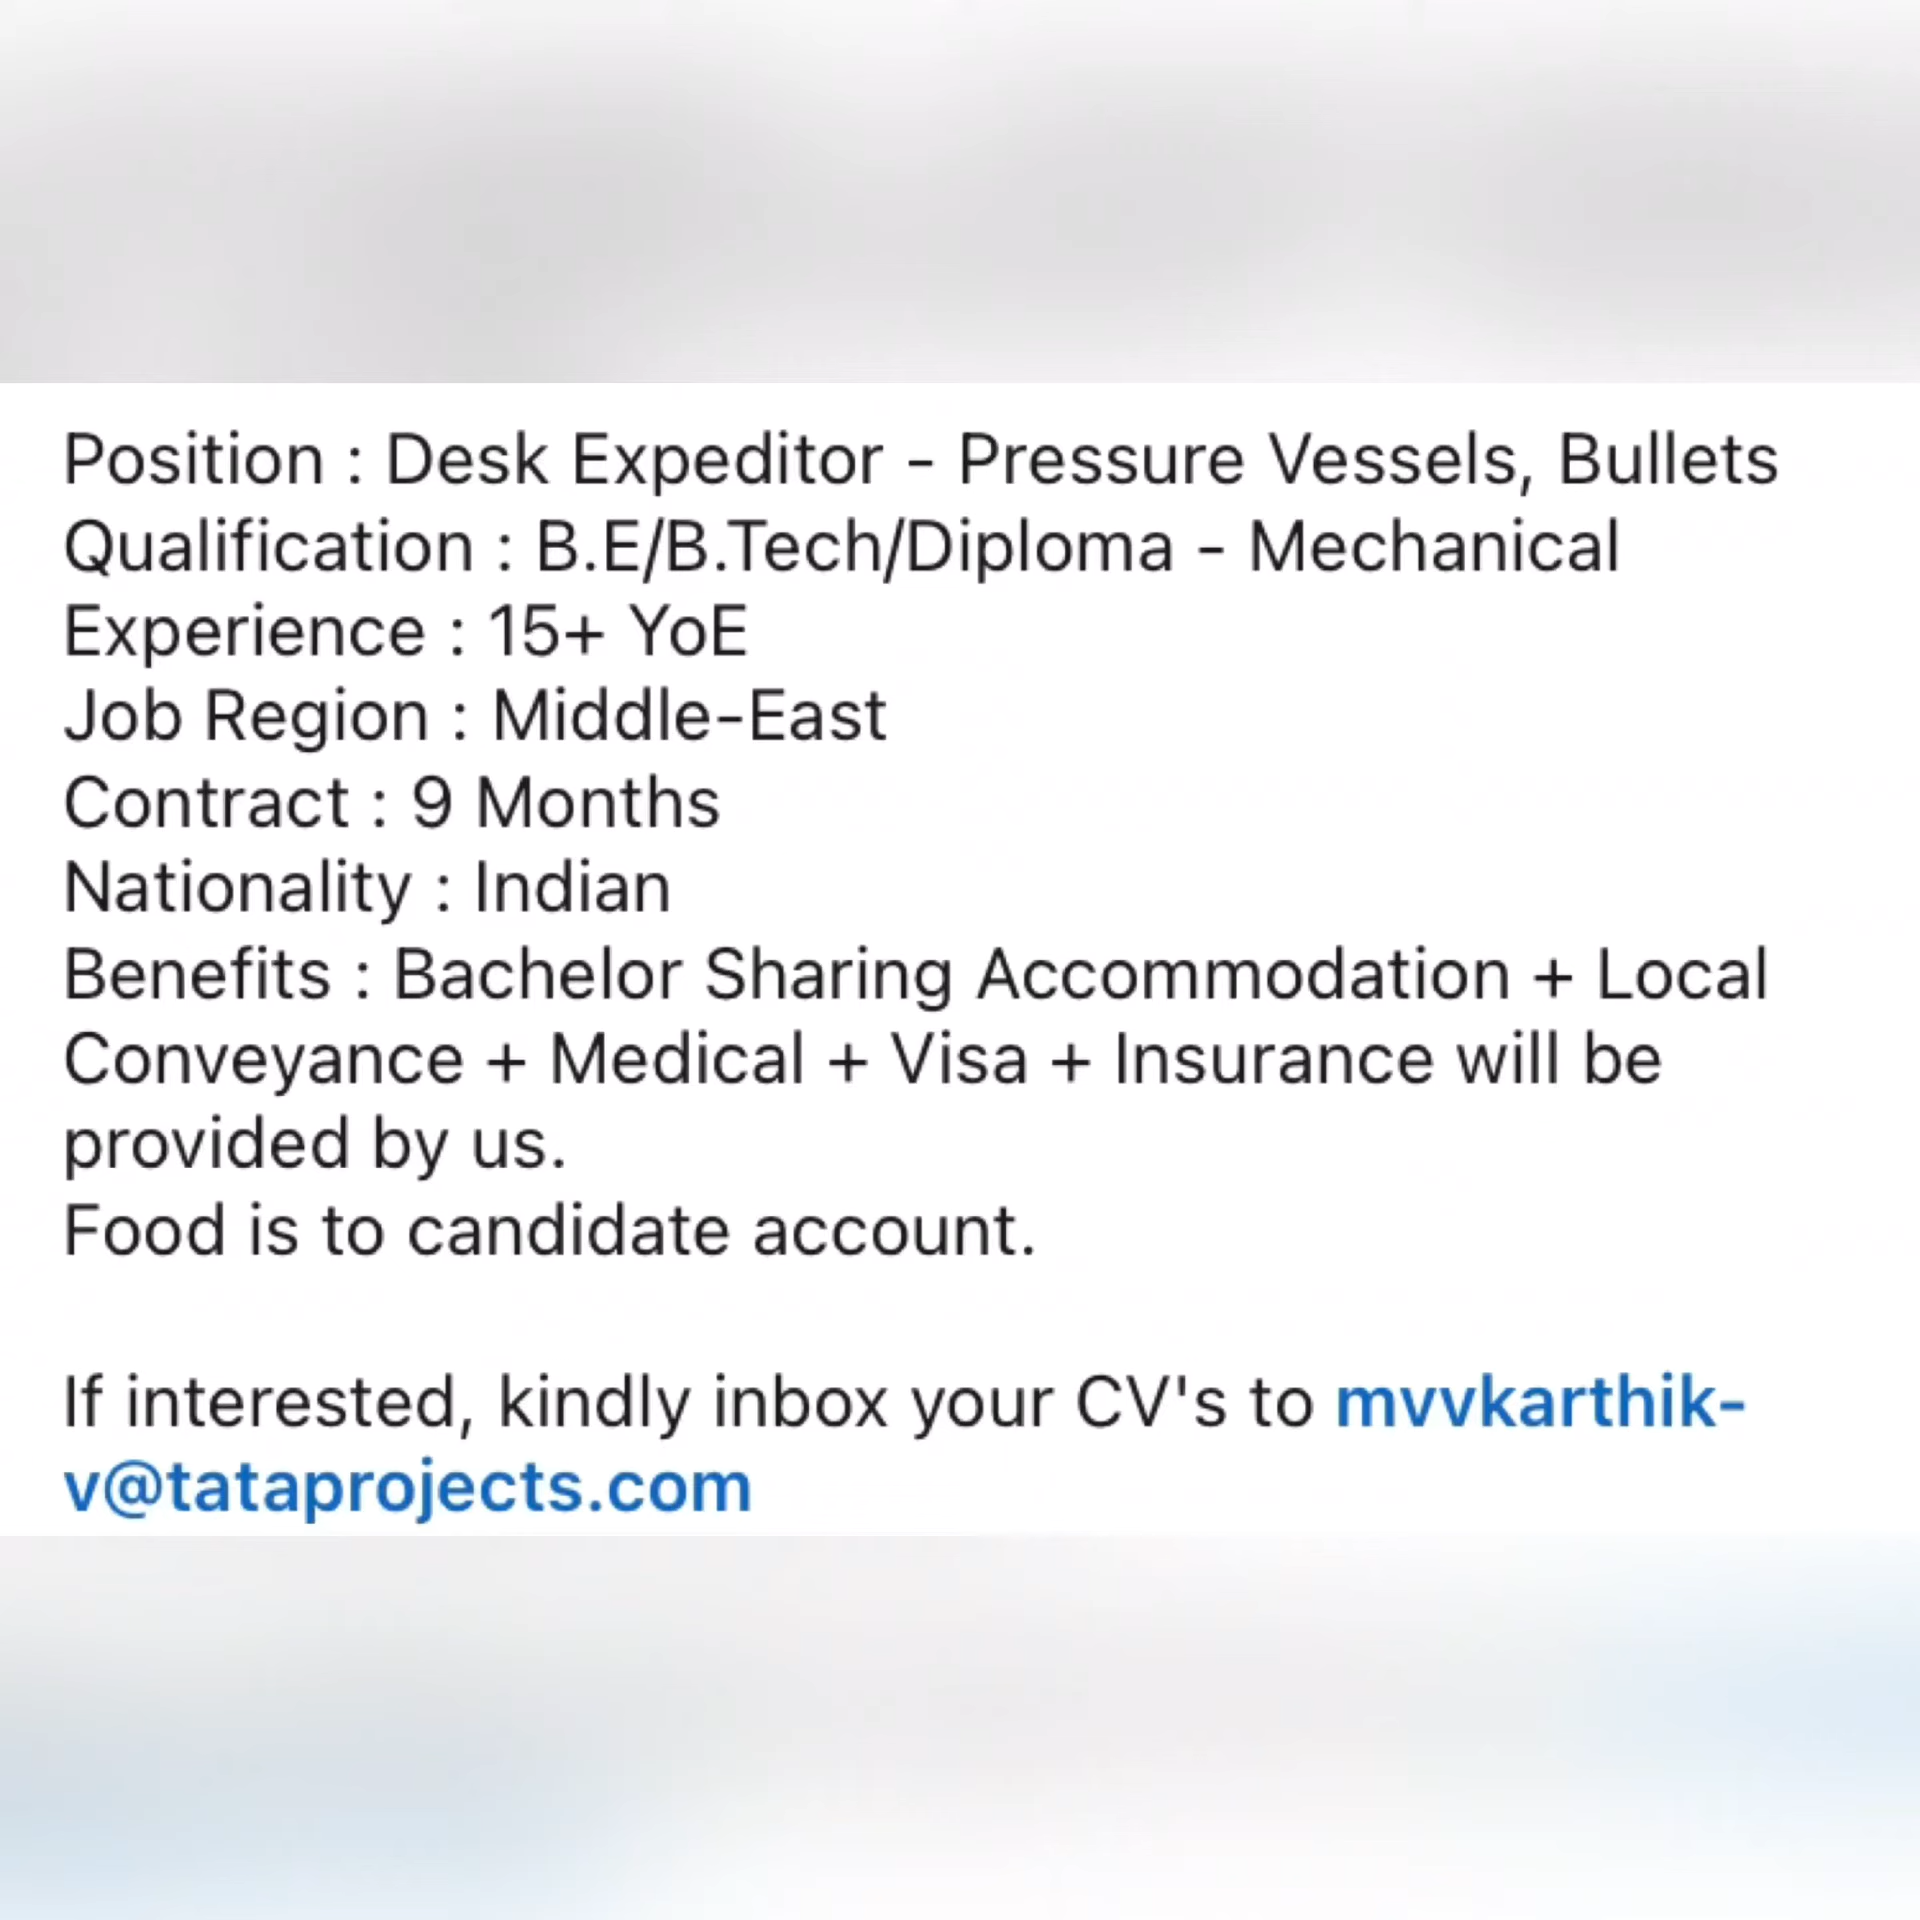 Position : Desk Expeditor - Pressure Vessels, Bullets
Qualification : B.E/B.Tech/Diploma - Mechanical
Experience : 15+ YoE
Job Region : Middle-East
Contract : 9 Months
Nationality : Indian
Benefits : Bachelor Sharing Accommodation + Local
Conveyance + Medical + Visa + Insurance will be
provided by us.
Food is to candidate account.
If interested, kindly inbox your CV's to mvvkarthik-
v@tataprojects.com